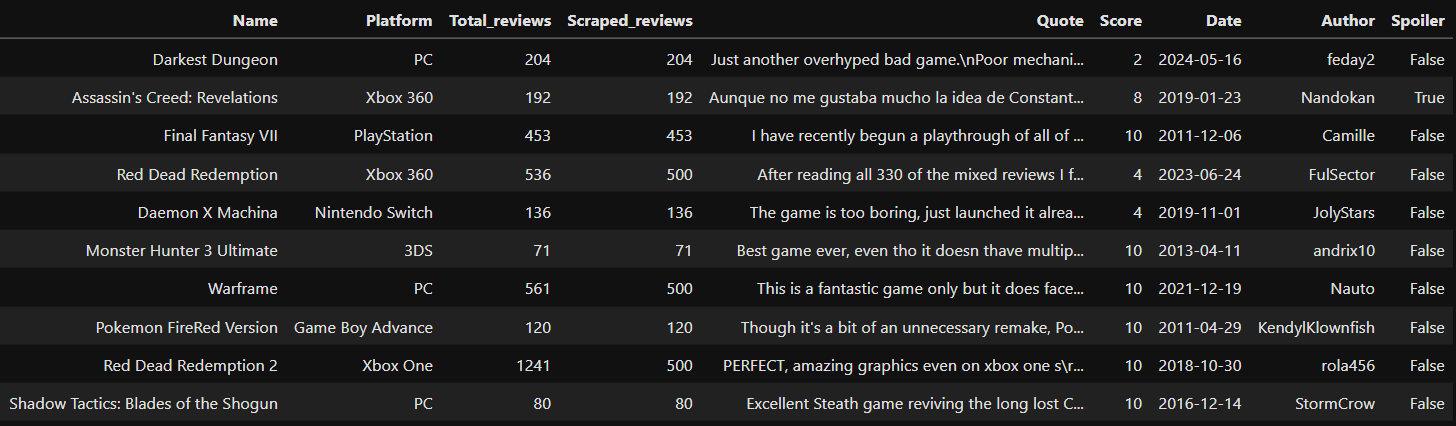 Name Platform Total_reviews Scraped_reviews Quote Score Date Author Spoiler
Darkest Dungeon PC 204 204 Just another overhyped bad game.\nPoor mechani... 2 2024-05-16 feday2 False
Assassin's Creed: Revelations Xbox 360 192 192 Aunque no me gustaba mucho la idea de Constant... 8 2019-01-23 Nandokan True
Final Fantasy VII PlayStation 453 453 I have recently begun a playthrough of all of ... 10 2011-12-06 Camille False
Red Dead Redemption Xbox 360 536 500 After reading all 330 of the mixed reviews I f... 4 2023-06-24 FulSector False
Daemon X Machina Nintendo Switch 136 136 The game is too boring, just launched it alrea... 4 2019-11-01 JolyStars False
Monster Hunter 3 Ultimate 3DS 71 71 Best game ever, even tho it doesn thave multip... 10 2013-04-11 andrix10 False
Warframe PC 561 500 This is a fantastic game only but it does face... 10 2021-12-19 Nauto False
Pokemon FireRed Version Game Boy Advance 120 120 Though it's a bit of an unnecessary remake, Po... 10 2011-04-29 KendylKlownfish False
Red Dead Redemption 2 Xbox One 1241 500 PERFECT, amazing graphics even on xbox one s\r... 10 2018-10-30 rola456 False
Shadow Tactics: Blades of the Shogun PC 80 80 Excellent Steath game reviving the long lost C... 10 2016-12-14 StormCrow False